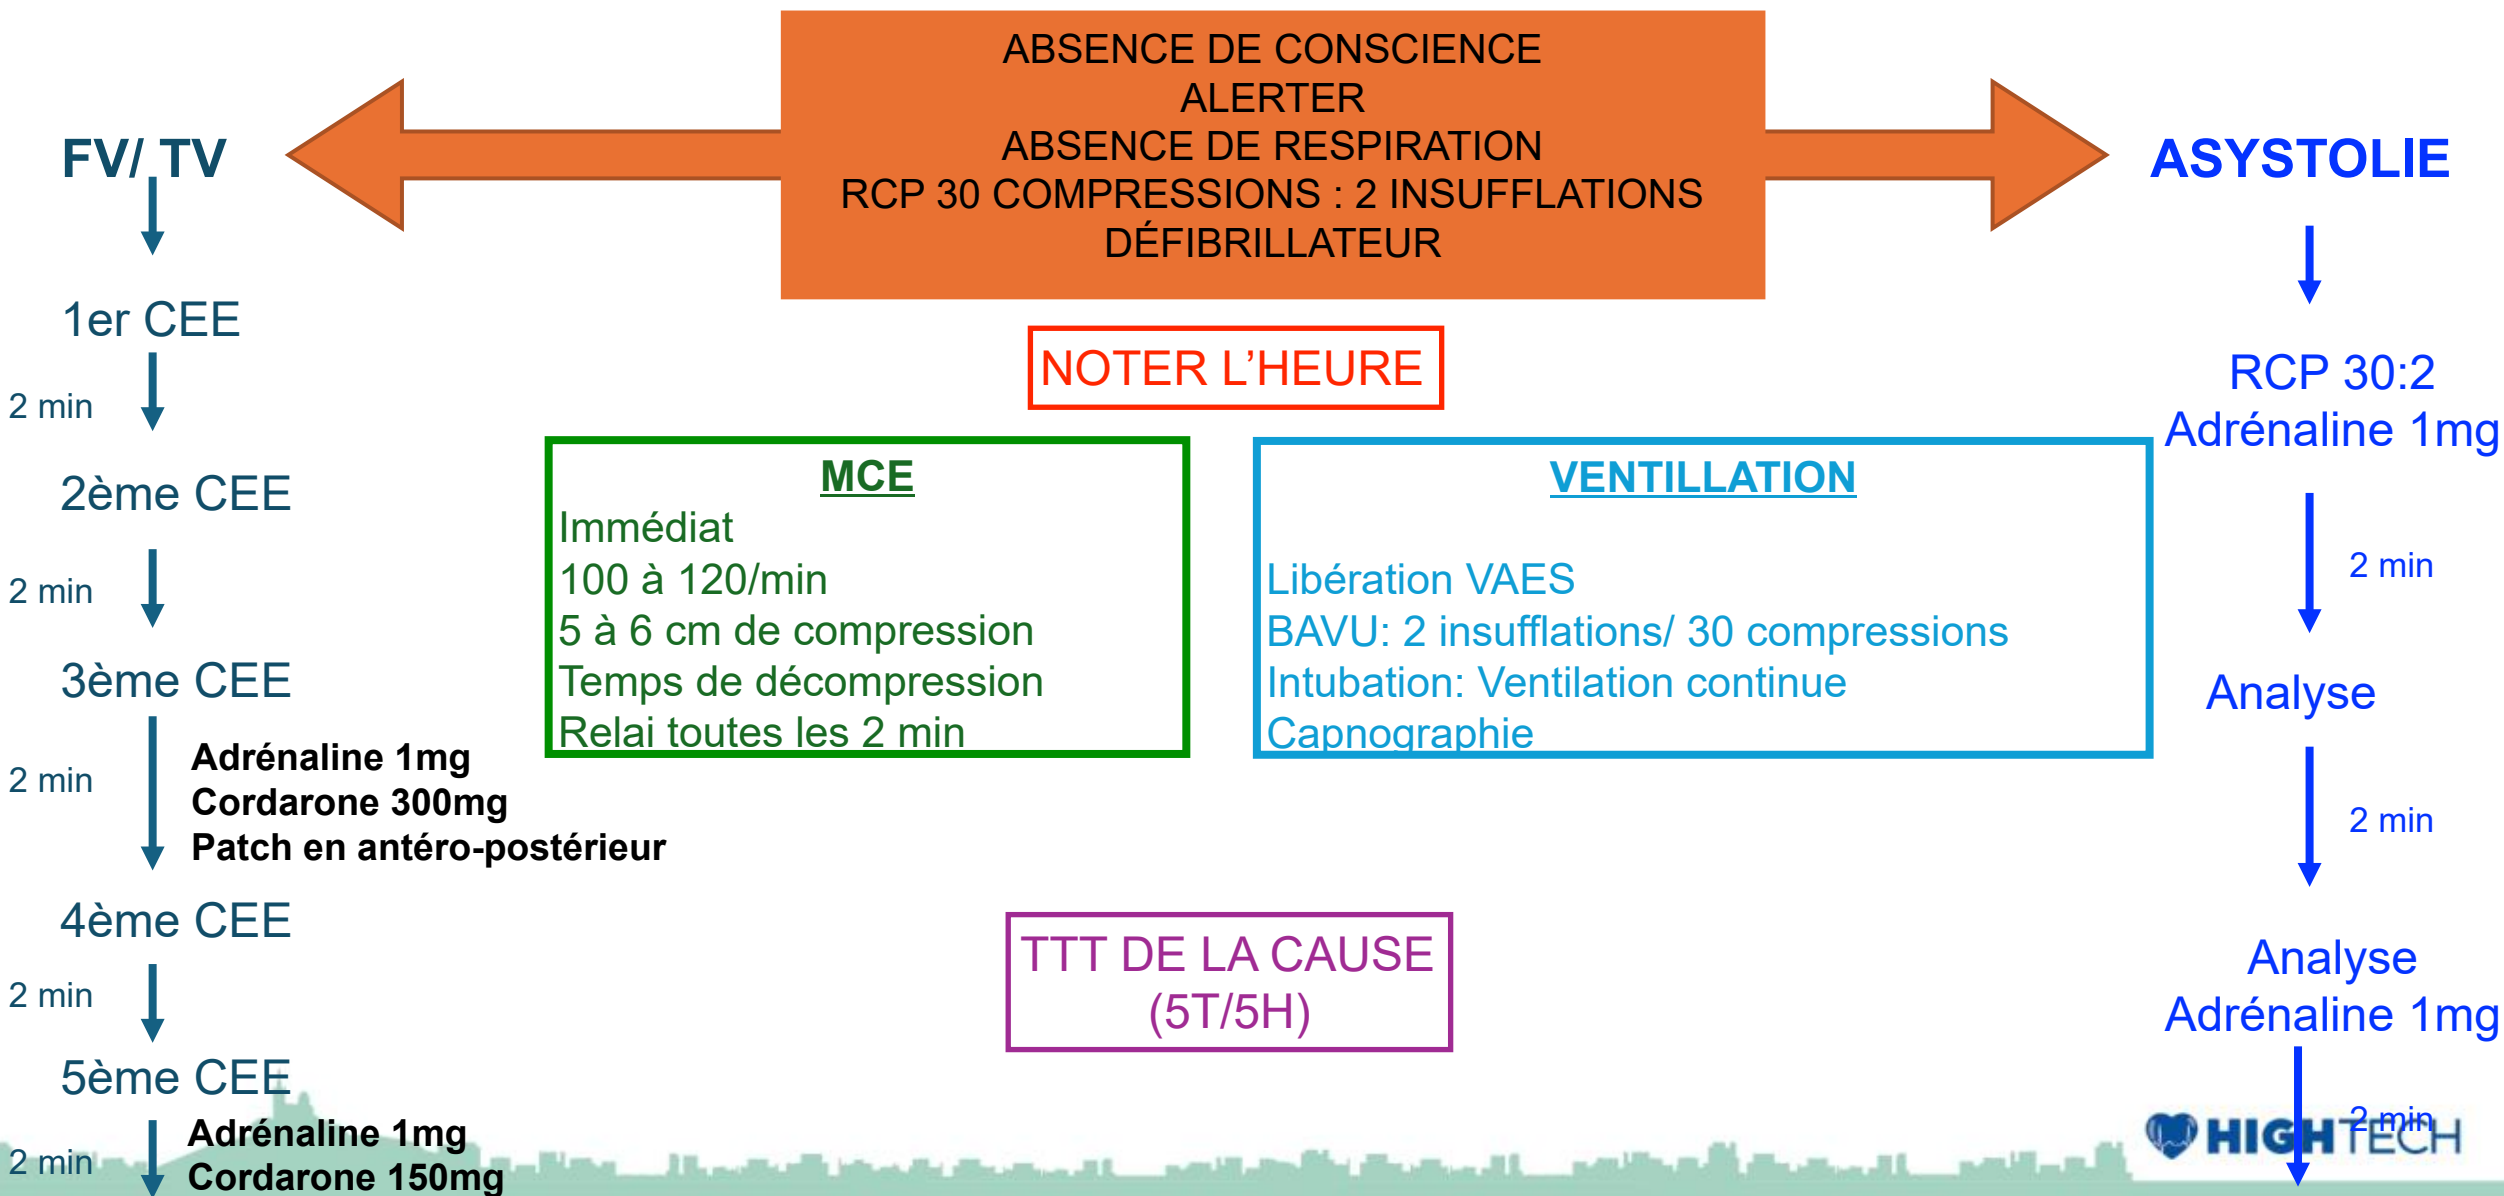 ABSENCE DE CONSCIENCE
ALERTER
ABSENCE DE RESPIRATION
RCP 30 COMPRESSIONS : 2 INSUFFLATIONS
DÉFIBRILLATEUR
FV/ TV
1er CEE
2 min
2ème CEE
2 min
3ème CEE
2 min
Adrénaline 1mg
Cordarone 300mg
Patch en antéro-postérieur
4ème CEE
2 min
5ème CEE
2 min
Adrénaline 1mg
Cordarone 150mg
NOTER L’HEURE
MCE
Immédiat
100 à 120/min
5 à 6 cm de compression
Temps de décompression
Relai toutes les 2 min
VENTILLATION
Libération VAES
BAVU: 2 insufflations/ 30 compressions
Intubation: Ventilation continue
Capnographie
TTT DE LA CAUSE
(5T/5H)
ASYSTOLIE
RCP 30:2
Adrénaline 1mg
2 min
Analyse
2 min
Analyse
Adrénaline 1mg
2 min
HIGHTECH